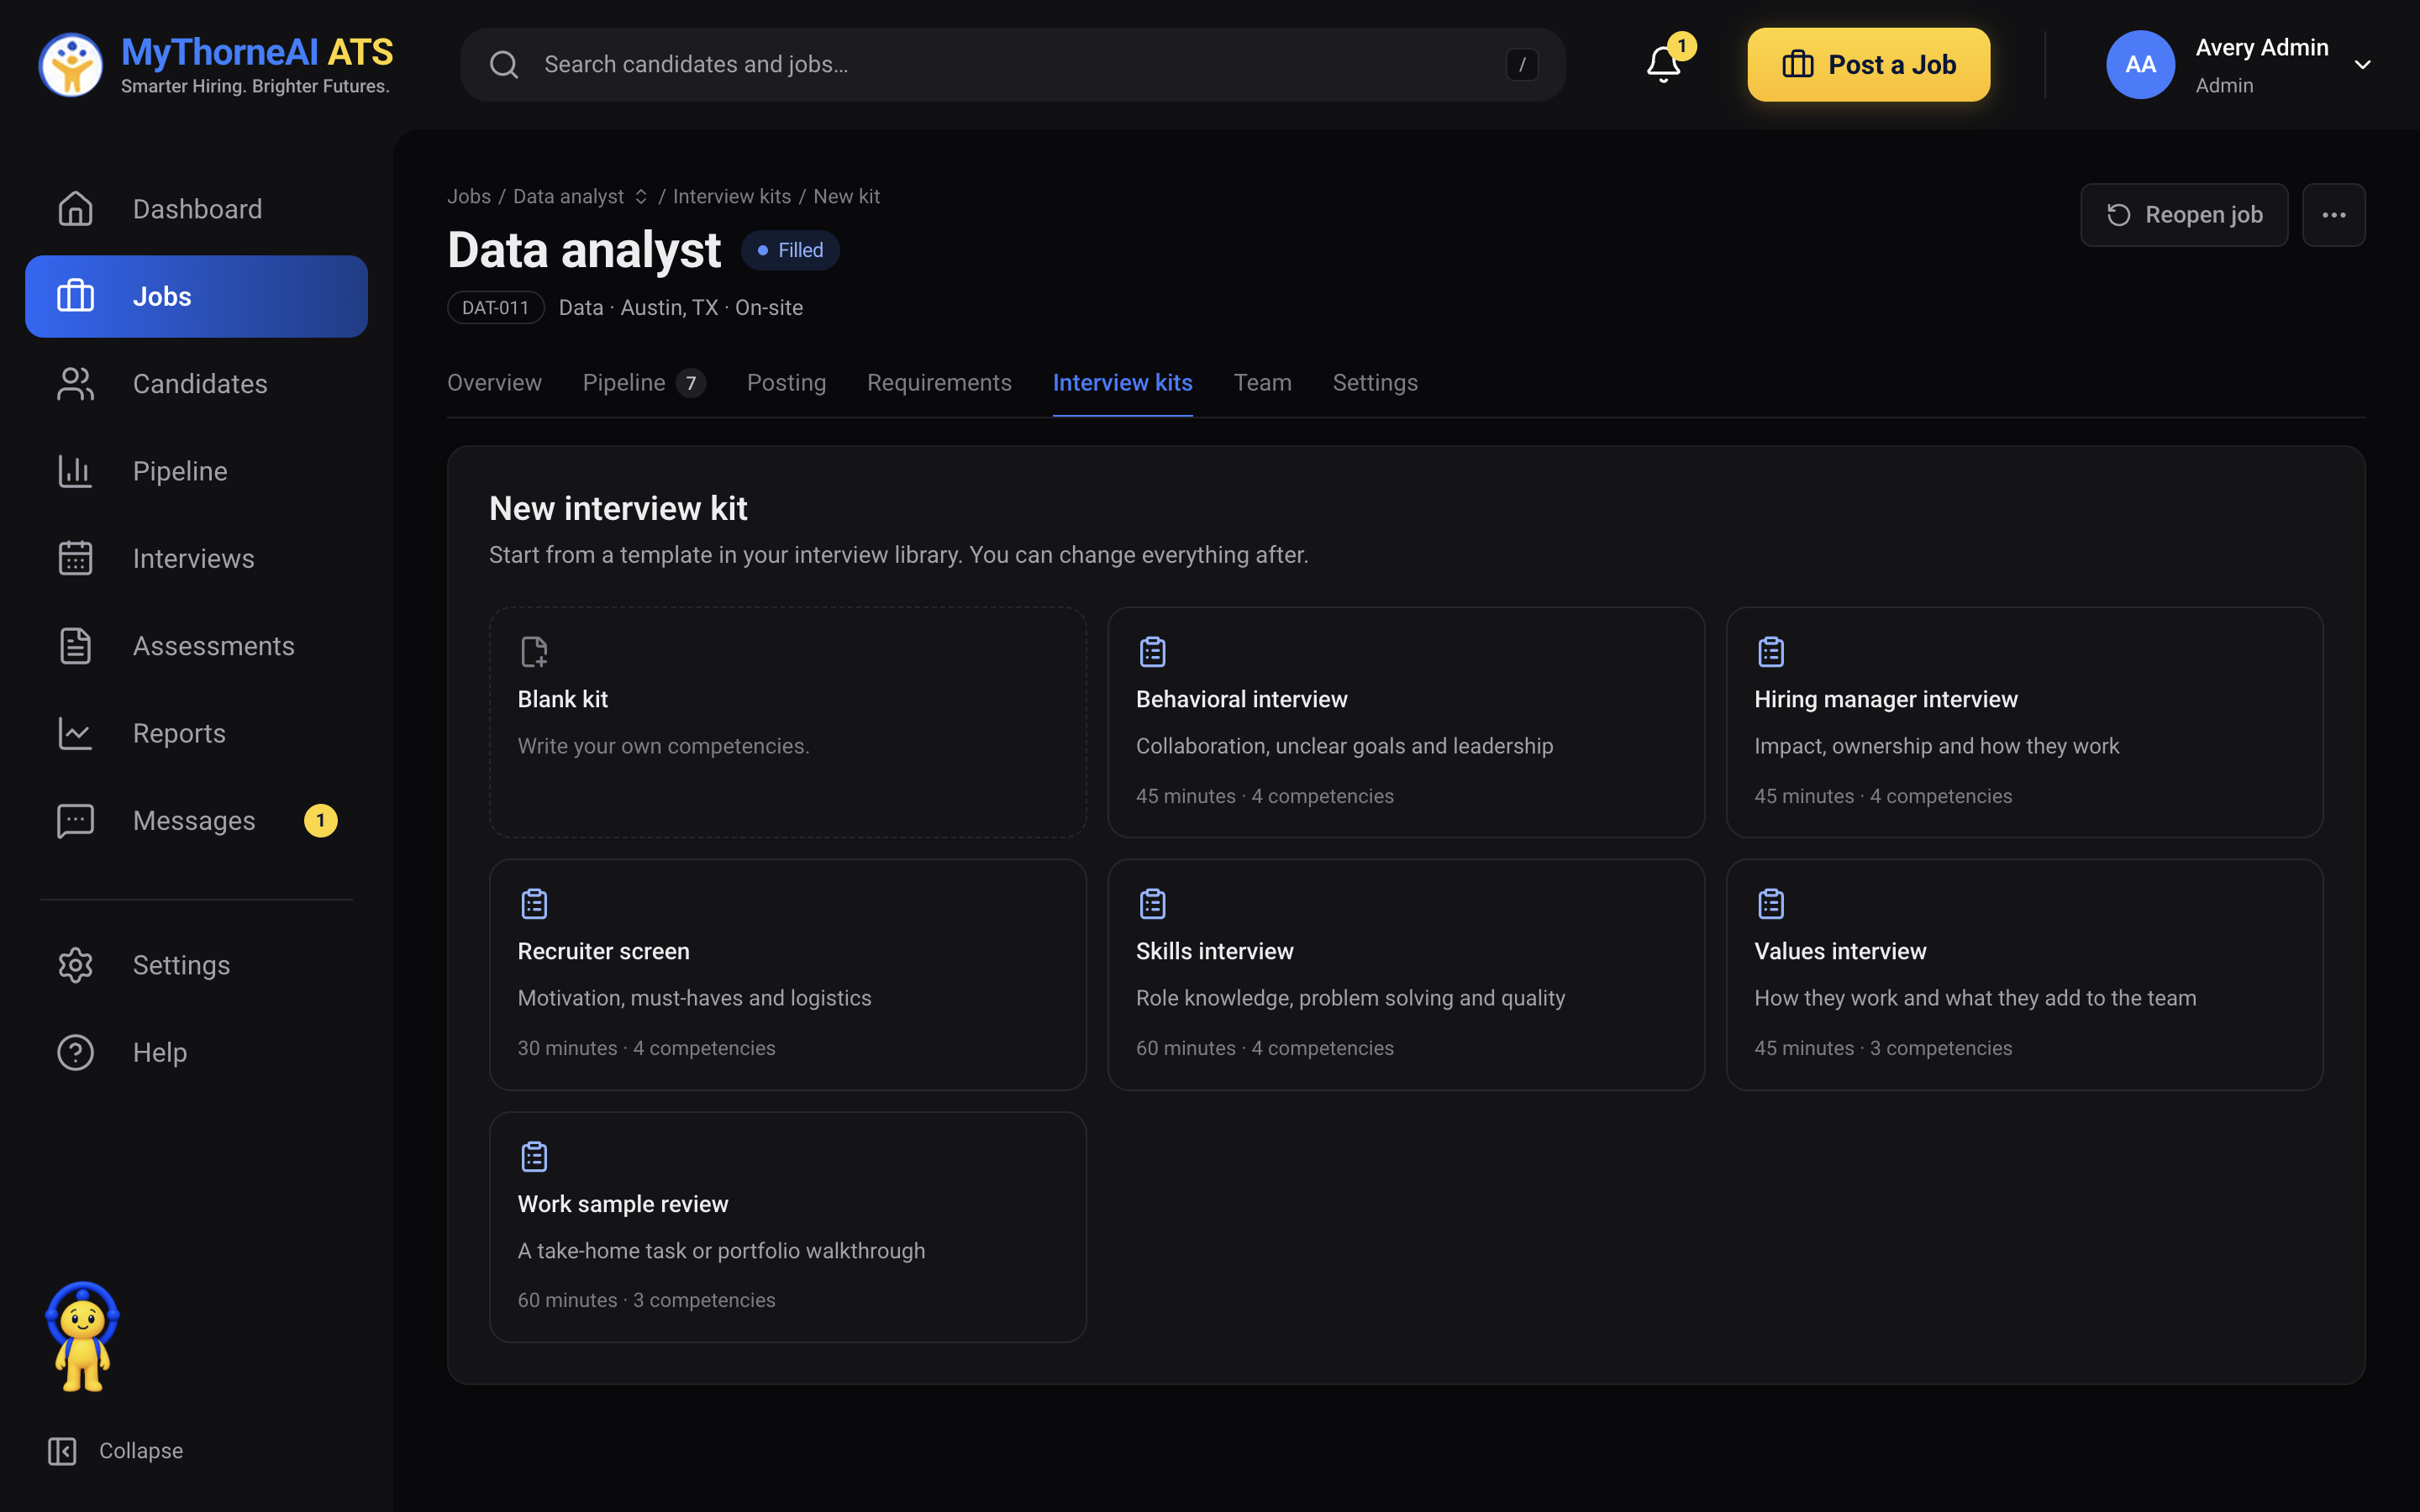 MyThorneAI ATS
Smarter Hiring. Brighter Futures.
Search candidates and jobs...
/
1
Post a Job
AA
Avery Admin
Admin
Dashboard
Jobs
Candidates
Pipeline
Interviews
Assessments
Reports
Messages 1
Settings
Help
Collapse
Jobs / Data analyst / Interview kits / New kit
Data analyst
Filled
DAT-011
Data · Austin, TX · On-site
Reopen job
Overview
Pipeline 7
Posting
Requirements
Interview kits
Team
Settings
New interview kit
Start from a template in your interview library. You can change everything after.
Blank kit
Write your own competencies.
Behavioral interview
Collaboration, unclear goals and leadership
45 minutes · 4 competencies
Hiring manager interview
Impact, ownership and how they work
45 minutes · 4 competencies
Recruiter screen
Motivation, must-haves and logistics
30 minutes · 4 competencies
Skills interview
Role knowledge, problem solving and quality
60 minutes · 4 competencies
Values interview
How they work and what they add to the team
45 minutes · 3 competencies
Work sample review
A take-home task or portfolio walkthrough
60 minutes · 3 competencies